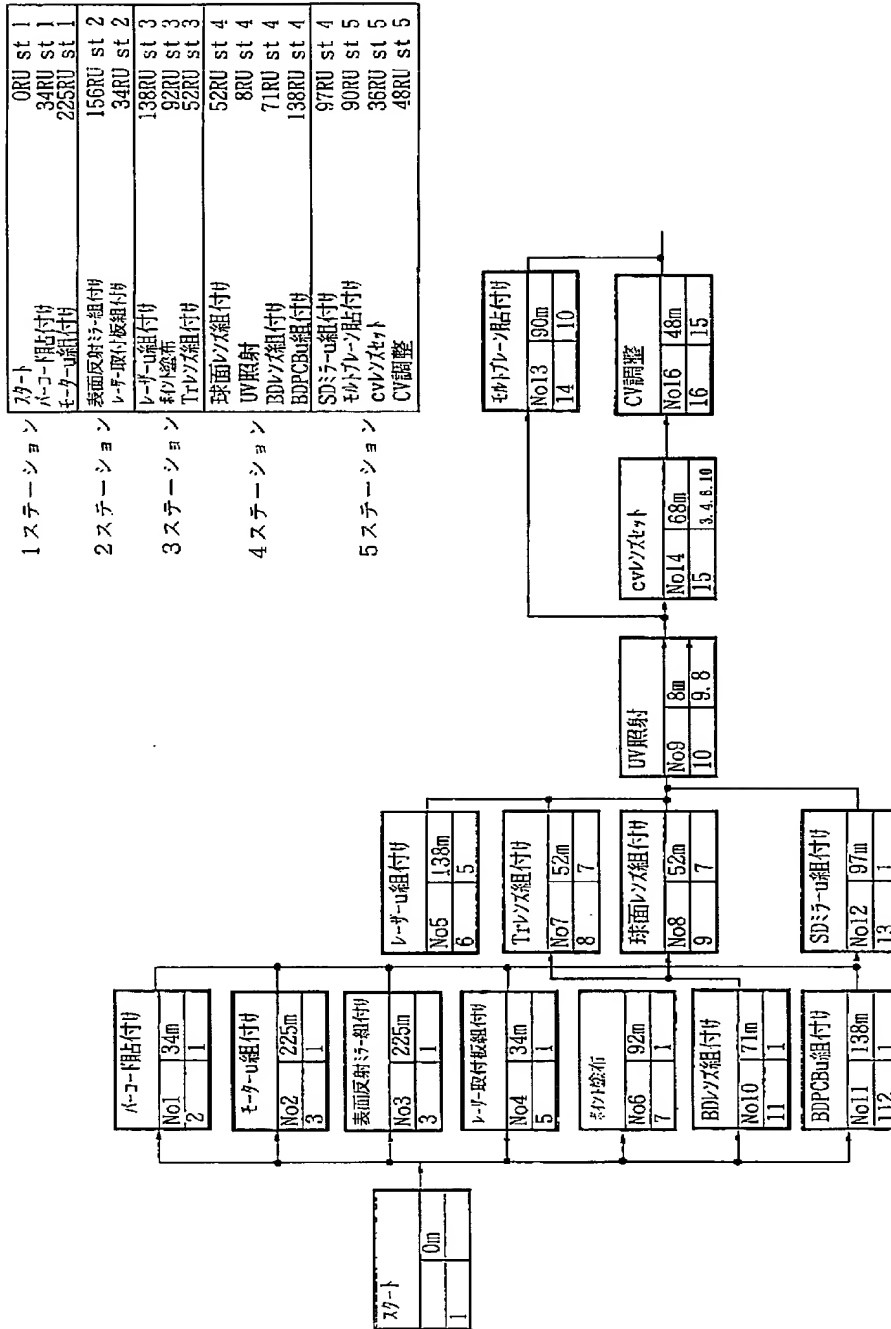 1ステーション
スタート 0RU st 1
バーコード貼付け 34RU st 1
モーターu組付け 225RU st 1
2ステーション
表面反射ミラー組付け 156RU st 2
レーザー取付板組付け 34RU st 2
3ステーション
レーザーu組付け 138RU st 3
ポイント塗布 92RU st 3
Trレンズ組付け 52RU st 3
4ステーション
球面レンズ組付け 52RU st 4
UV照射 8RU st 4
BDレンズ組付け 71RU st 4
BDPCBu組付け 138RU st 4
5ステーション
SDミラーu組付け 97RU st 4
モルトプレーン貼付け 90RU st 5
cvレンズセット 36RU st 5
CV調整 48RU st 5
スタート
0m
1
バーコード貼付け
No1 34m
2 1
モーターu組付け
No2 225m
3 1
表面反射ミラー組付け
No3 225m
3 1
レーザー取付板組付け
No4 34m
5 1
ポイント塗布
No6 92m
7 1
BDレンズ組付け
No10 71m
11 1
BDPCBu組付け
No11 138m
112 1
レーザーu組付け
No5 138m
6 5
Trレンズ組付け
No7 52m
8 7
球面レンズ組付け
No8 52m
9 7
SDミラーu組付け
No12 97m
13 1
UV照射
No9 8m
10 9.8
cvレンズセット
No14 68m
15 3.4.6.10
モルトプレーン貼付け
No13 90m
14 10
CV調整
No16 48m
16 15